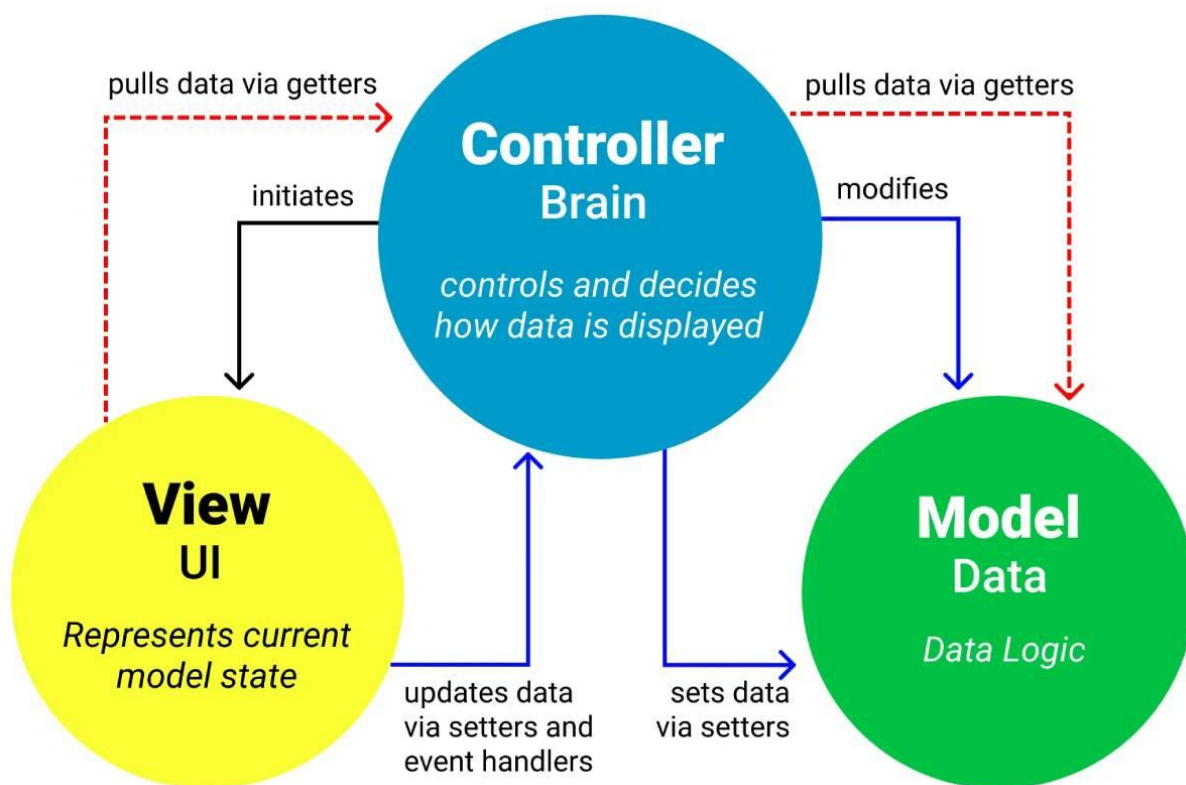 pulls data via getters
pulls data via getters
Controller
Brain
initiates
modifies
controls and decides
how data is displayed
View
UI
Represents current
model state
Model
Data
Data Logic
updates data
via setters and
event handlers
sets data
via setters